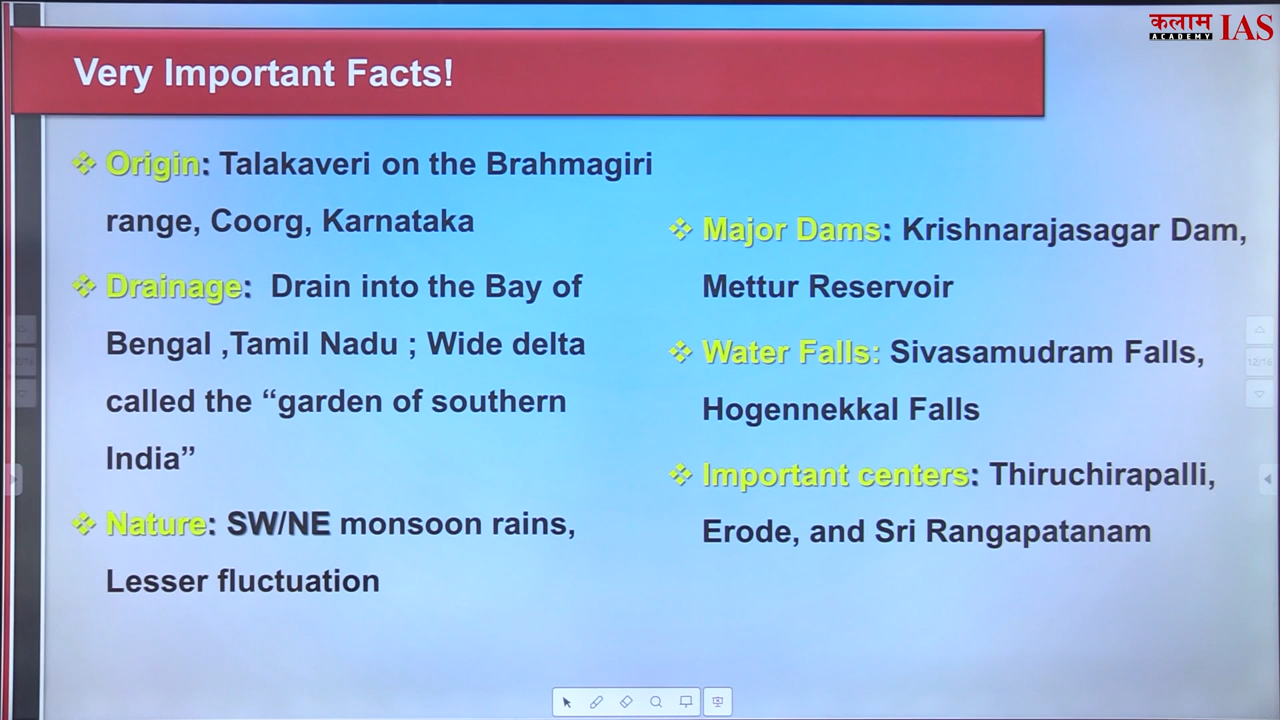 कलाम
ACADEMY
IAS
Very Important Facts!
Origin: Talakaveri on the Brahmagiri
range, Coorg, Karnataka
Drainage: Drain into the Bay of
Bengal ,Tamil Nadu ; Wide delta
called the “garden of southern
India”
Nature: SW/NE monsoon rains,
Lesser fluctuation
Major Dams: Krishnarajasagar Dam,
Mettur Reservoir
Water Falls: Sivasamudram Falls,
Hogennekkal Falls
Important centers: Thiruchirapalli,
Erode, and Sri Rangapatanam
12/16